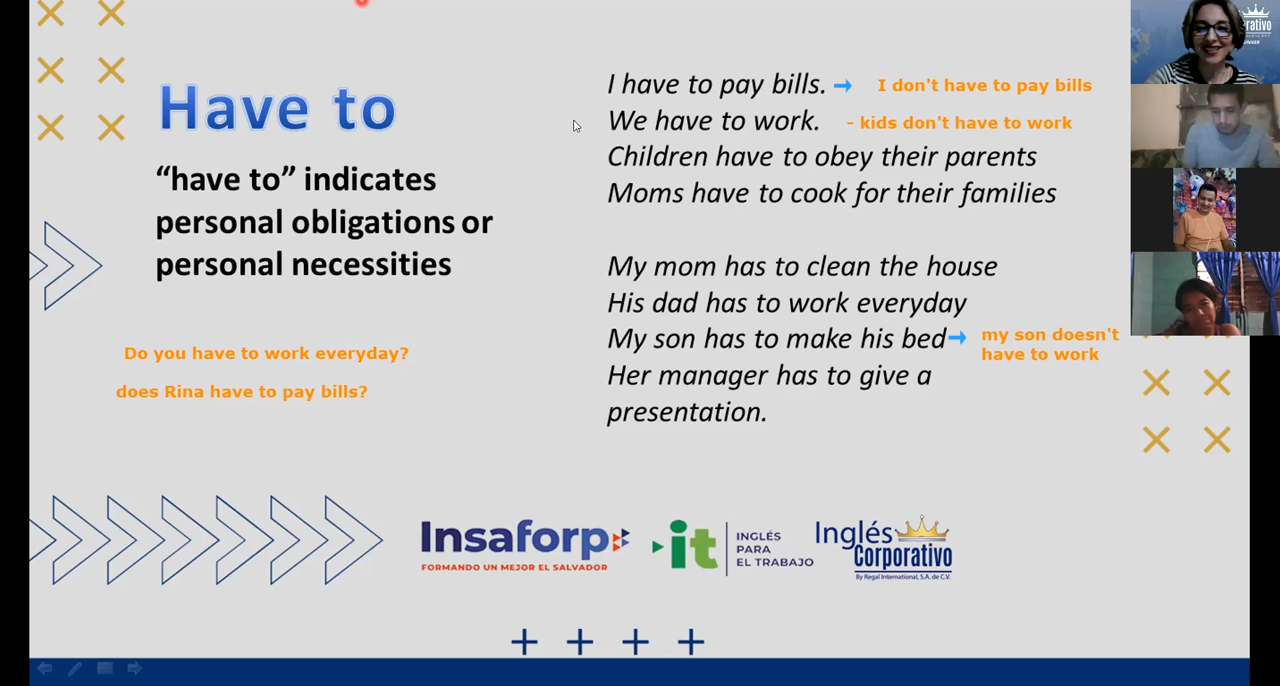 Have to
“have to” indicates
personal obligations or
personal necessities
Do you have to work everyday?
does Rina have to pay bills?
I have to pay bills.
I don't have to pay bills
We have to work.
- kids don't have to work
Children have to obey their parents
Moms have to cook for their families
My mom has to clean the house
His dad has to work everyday
My son has to make his bed
my son doesn't
have to work
Her manager has to give a
presentation.
Insaforp
FORMANDO UN MEJOR EL SALVADOR
it
INGLÉS
PARA
EL TRABAJO
Inglés
Corporativo
By Regal International, S.A. de C.V.
rativo